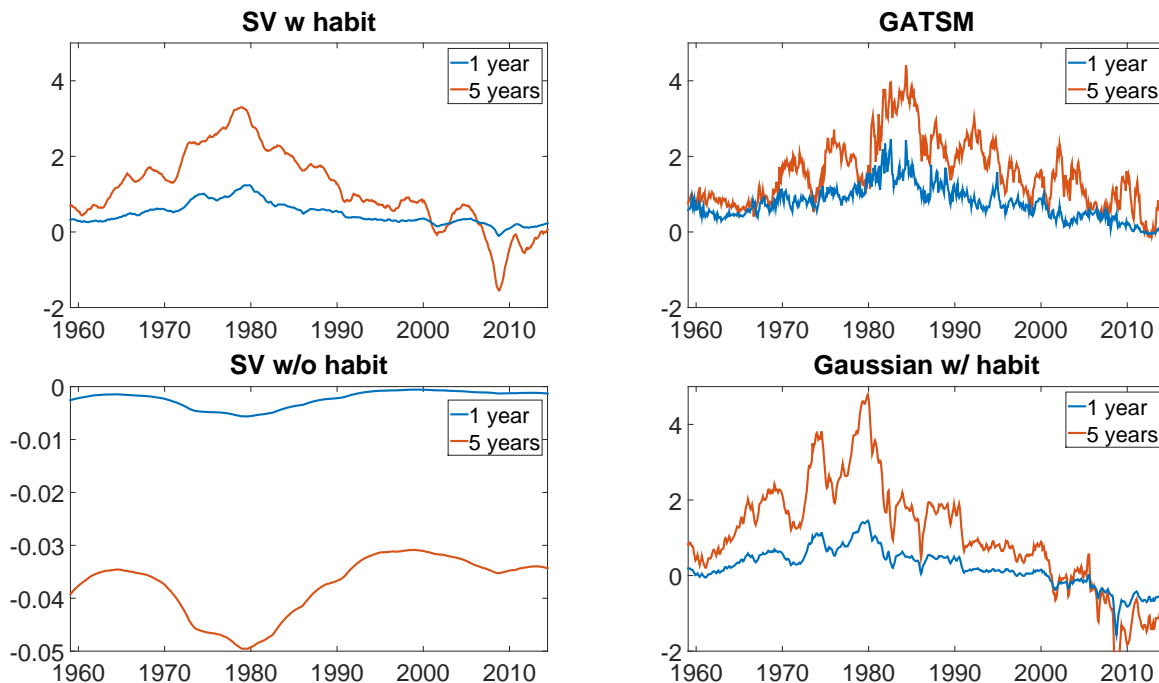 SV w habit
4
2
0
-2
1960 1970 1980 1990 2000 2010
1 year
5 years
GATSM
4
2
0
-2
1960 1970 1980 1990 2000 2010
1 year
5 years
SV w/o habit
0
-0.01
-0.02
-0.03
-0.04
-0.05
1960 1970 1980 1990 2000 2010
1 year
5 years
Gaussian w/ habit
4
2
0
-2
1960 1970 1980 1990 2000 2010
1 year
5 years